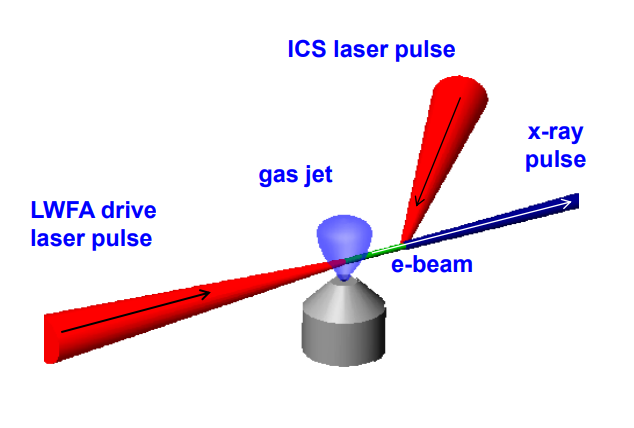 ICS laser pulse
x-ray
pulse
gas jet
LWFA drive
laser pulse
e-beam